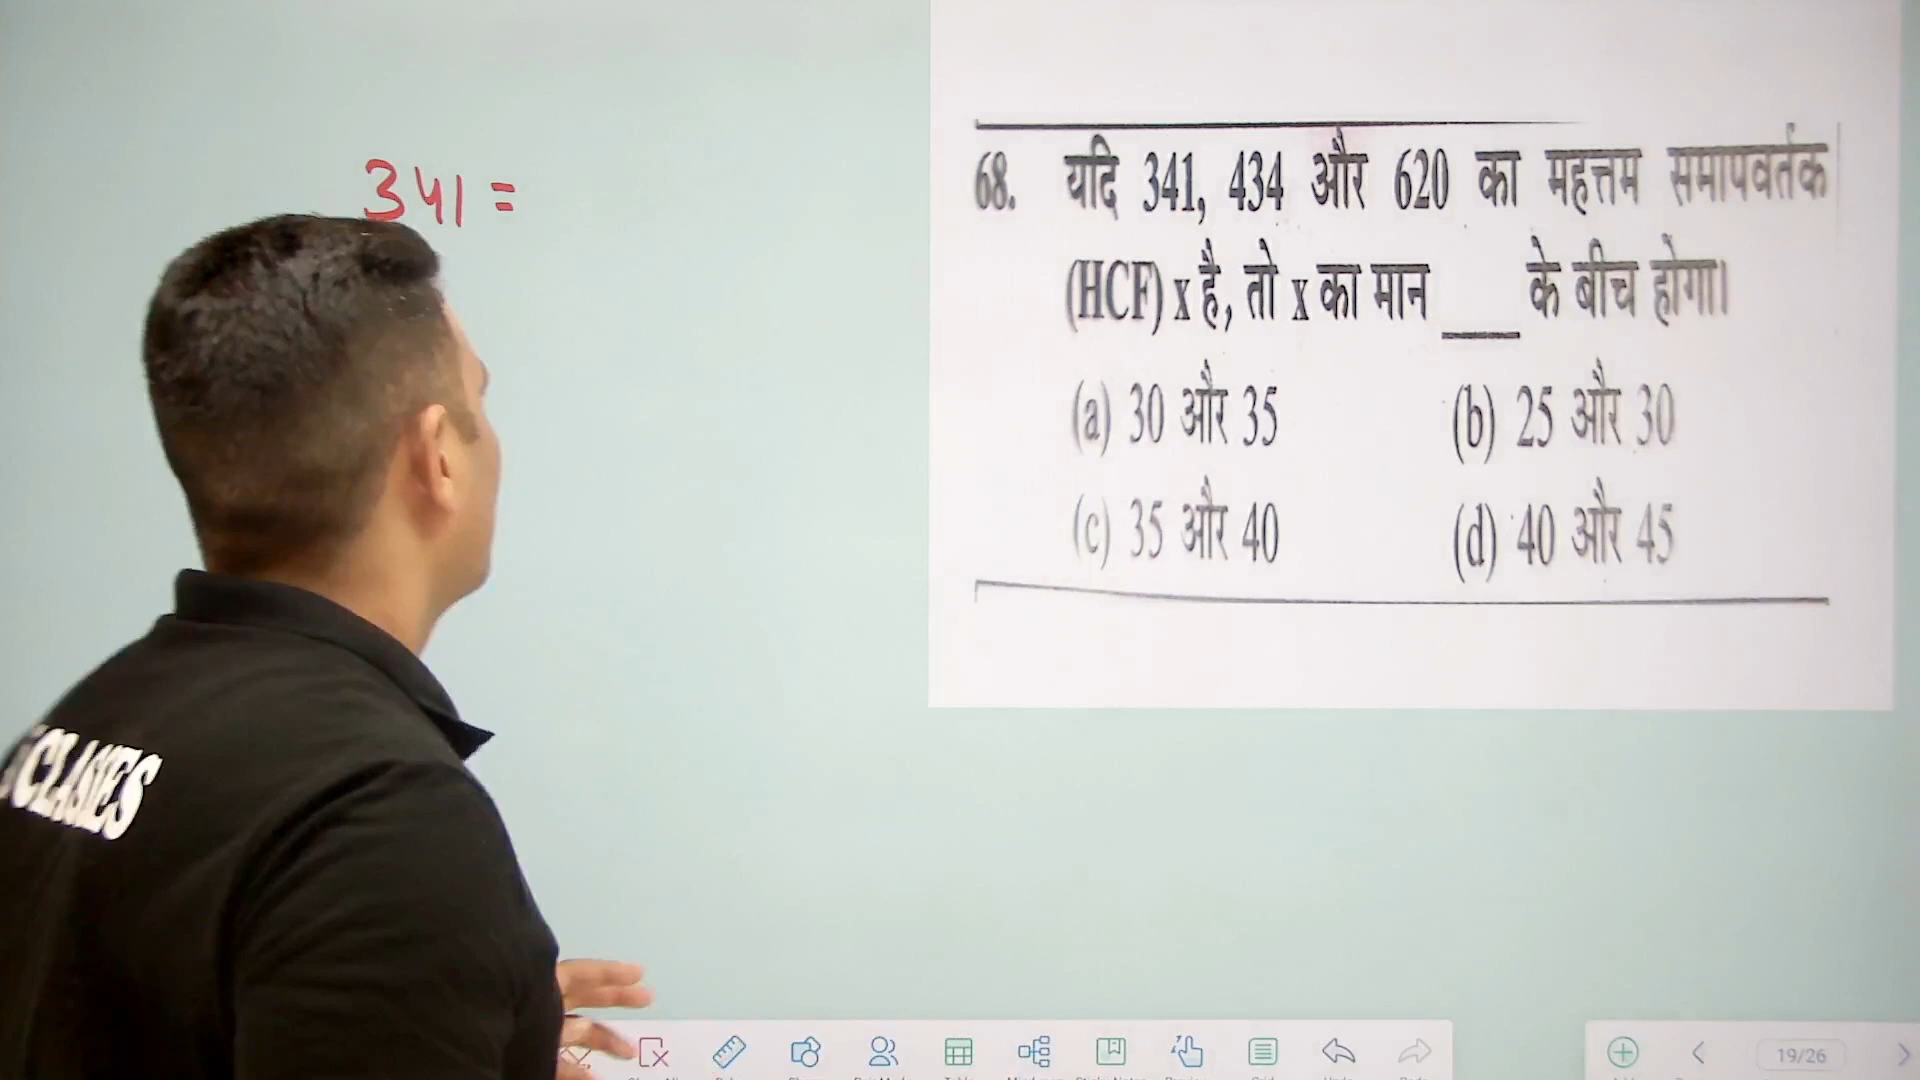 341 =
68. यदि 341, 434 और 620 का महत्तम समापवर्तक
(HCF) x है, तो x का मान ____ के बीच होगा।
(a) 30 और 35 (b) 25 और 30
(c) 35 और 40 (d) 40 और 45
CLASSES
19/26